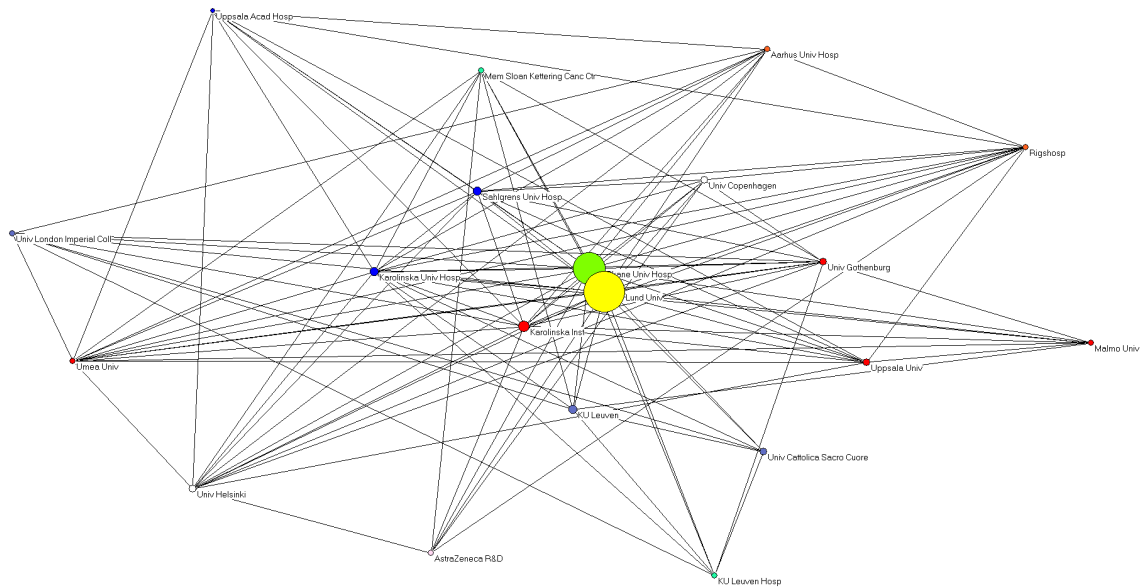 Uppsala Acad Hosp
Aarhus Univ Hosp
Mem Sloan Kettering Canc Ctr
Rigshosp
Univ Copenhagen
Sahlgrens Univ Hosp
Univ London Imperial Coll
Univ Gothenburg
Karolinska Univ Hosp
ane Univ Hosp
Lund Univ
Karolinska Inst
Malmo Univ
Umea Univ
Uppsala Univ
KU Leuven
Univ Cattolica Sacro Cuore
Univ Helsinki
AstraZeneca R&D
KU Leuven Hosp